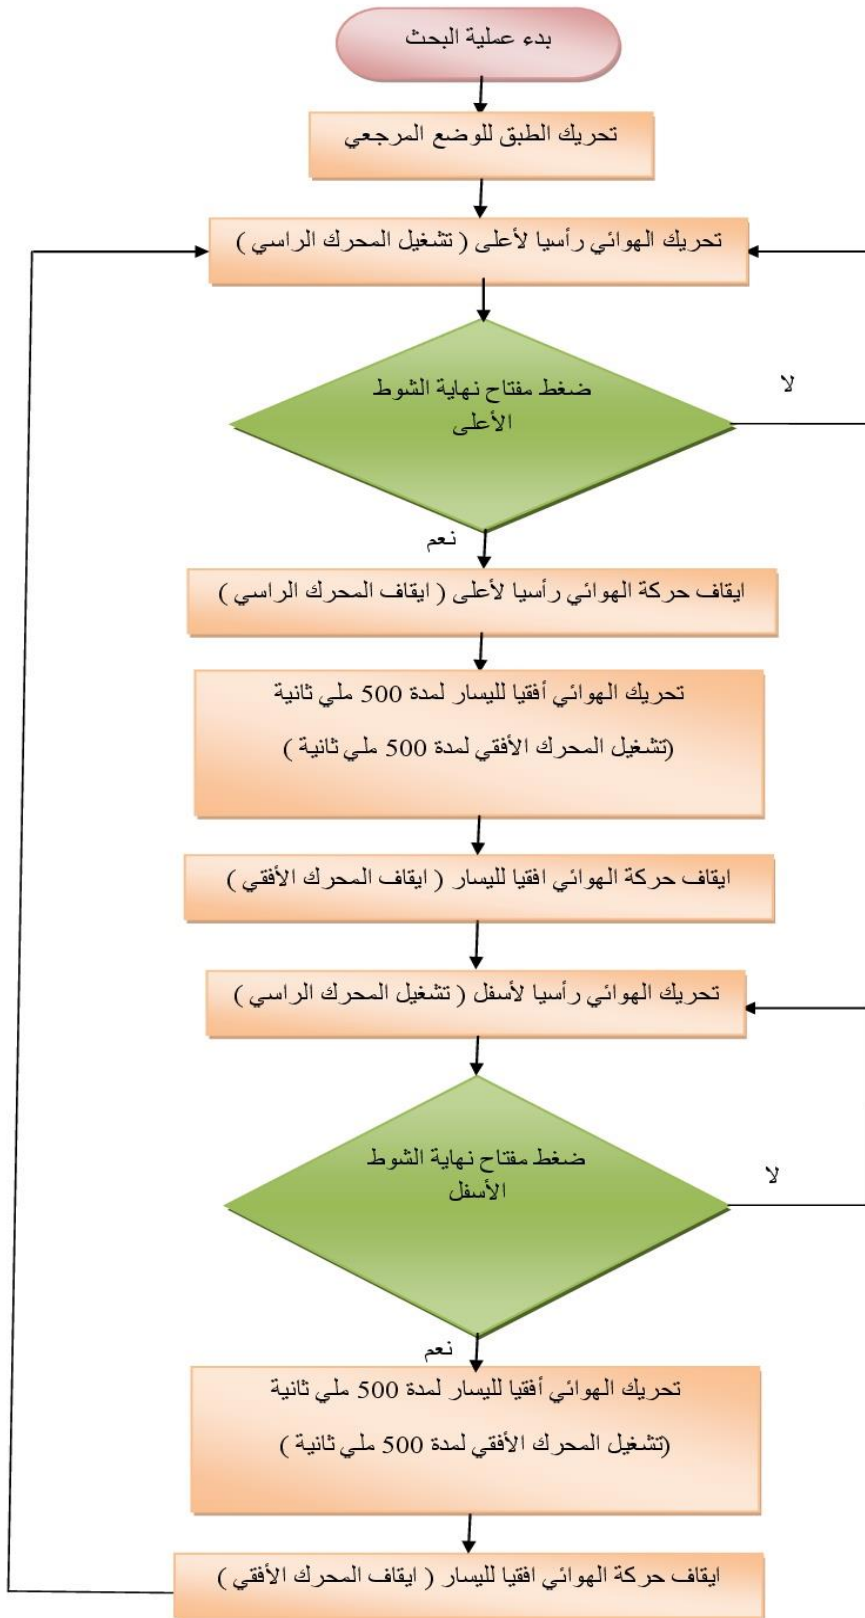 بدء عملية البحث
تحريك الطبق للوضع المرجعي
تحريك الهوائي رأسيا لأعلى ( تشغيل المحرك الراسي )
ضغط مفتاح نهاية الشوط
الأعلى
لا
نعم
ايقاف حركة الهوائي رأسيا لأعلى ( ايقاف المحرك الراسي )
تحريك الهوائي أفقيا لليسار لمدة 500 ملي ثانية
(تشغيل المحرك الأفقي لمدة 500 ملي ثانية )
ايقاف حركة الهوائي افقيا لليسار ( ايقاف المحرك الأفقي )
تحريك الهوائي رأسيا لأسفل ( تشغيل المحرك الراسي )
ضغط مفتاح نهاية الشوط
الأسفل
لا
نعم
تحريك الهوائي أفقيا لليسار لمدة 500 ملي ثانية
(تشغيل المحرك الأفقي لمدة 500 ملي ثانية )
ايقاف حركة الهوائي افقيا لليسار ( ايقاف المحرك الأفقي )